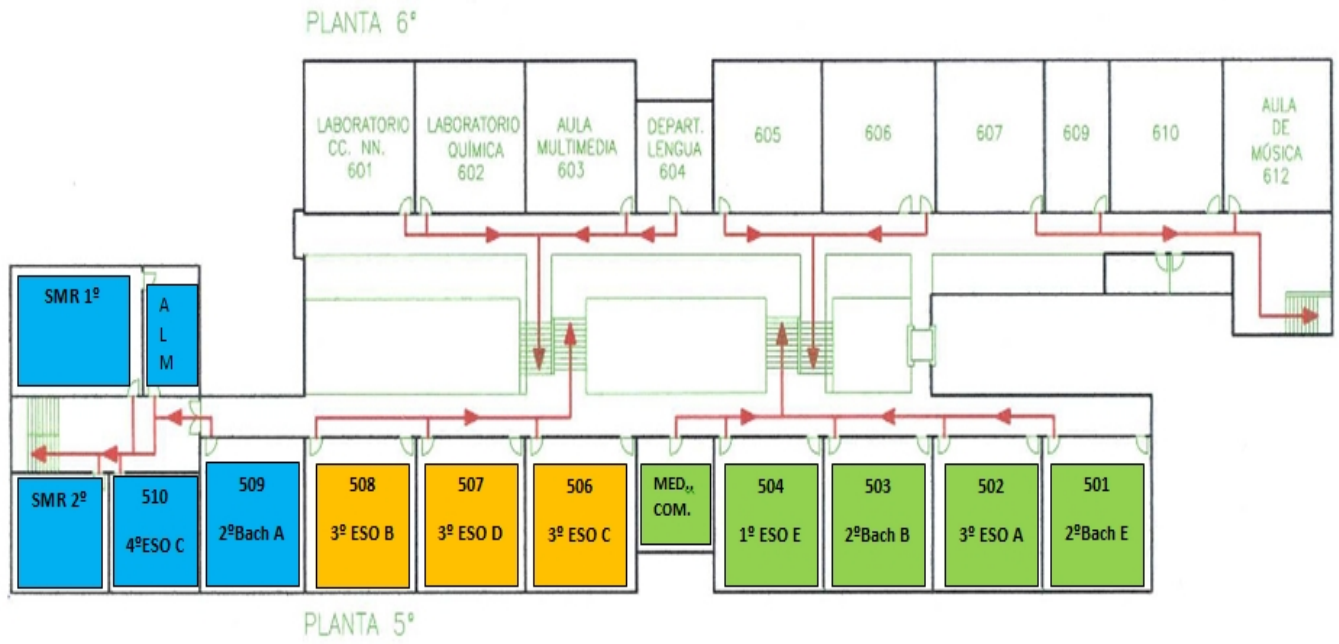 PLANTA 6ª
LABORATORIO
CC. NN.
601
LABORATORIO
QUÍMICA
602
AULA
MULTIMEDIA
603
DEPART.
LENGUA
604
605
606
607
609
610
AULA
DE
MÚSICA
612
SMR 1º
A
L
M
SMR 2º
510
4ºESO C
509
2ºBach A
508
3º ESO B
507
3º ESO D
506
3º ESO C
MED.
COM.
504
1º ESO E
503
2ºBach B
502
3º ESO A
501
2ºBach E
PLANTA 5ª